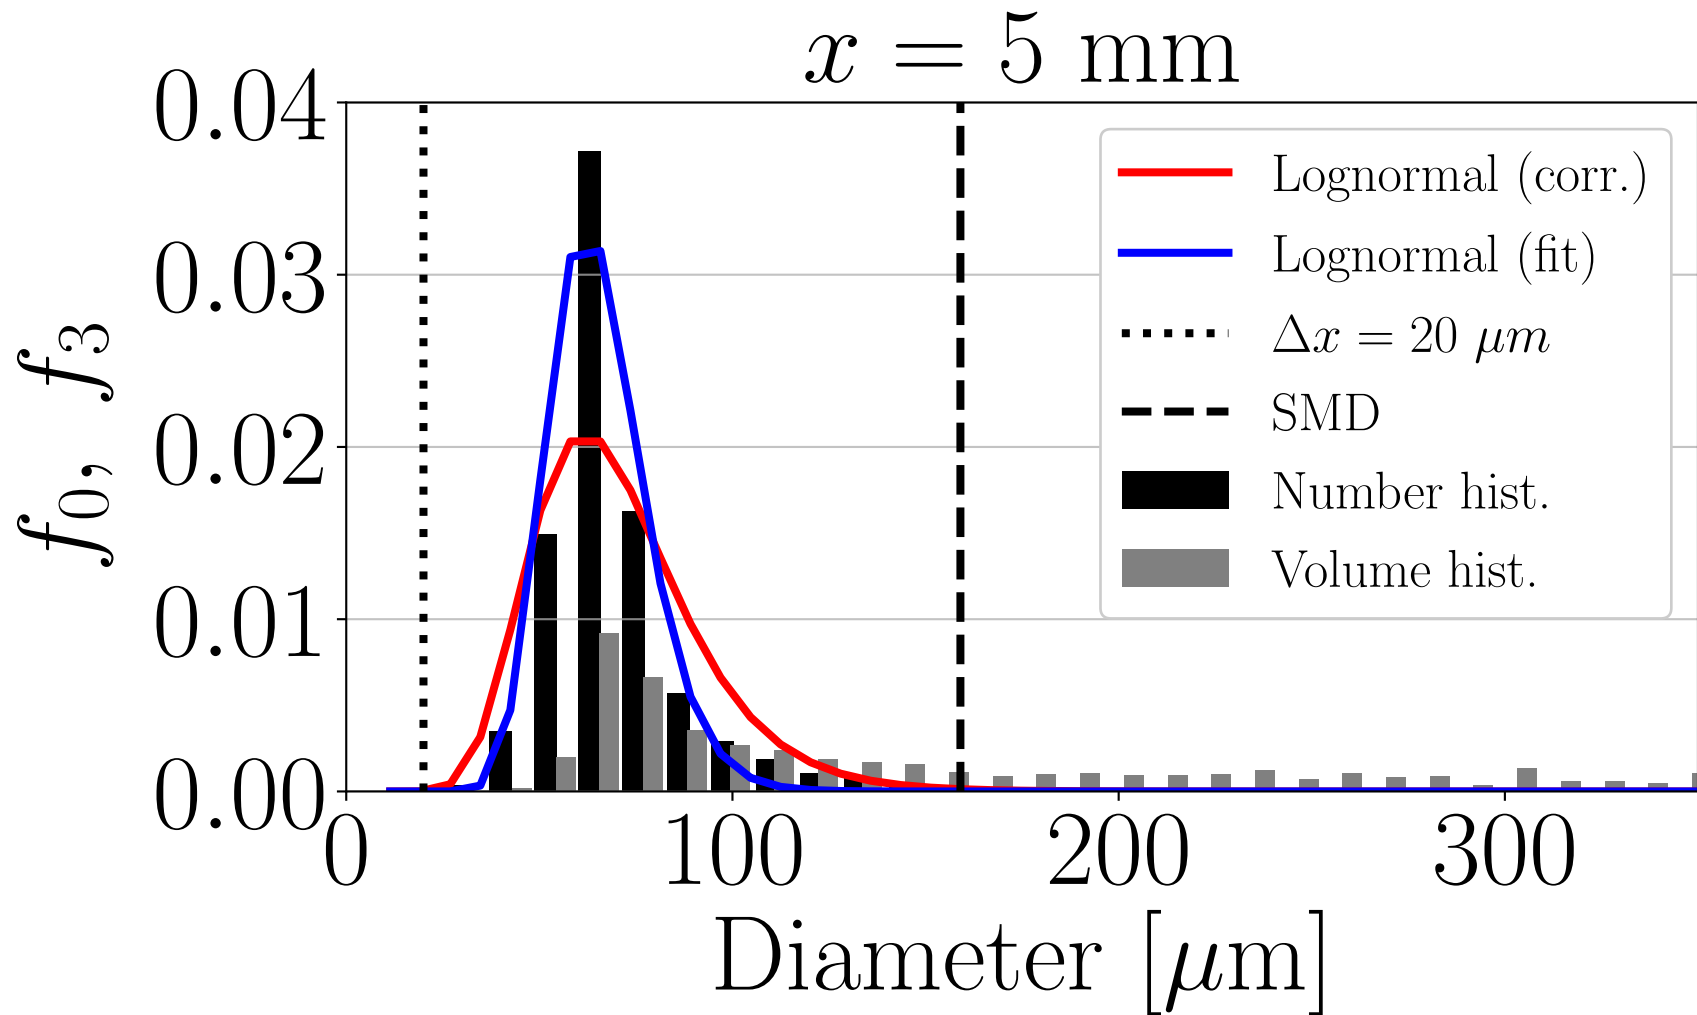 x = 5 mm
0.04
0.03
0.02
0.01
0.00
f₀, f₃
Lognormal (corr.)
Lognormal (fit)
Δx = 20 μm
SMD
Number hist.
Volume hist.
0 100 200 300
Diameter [μm]